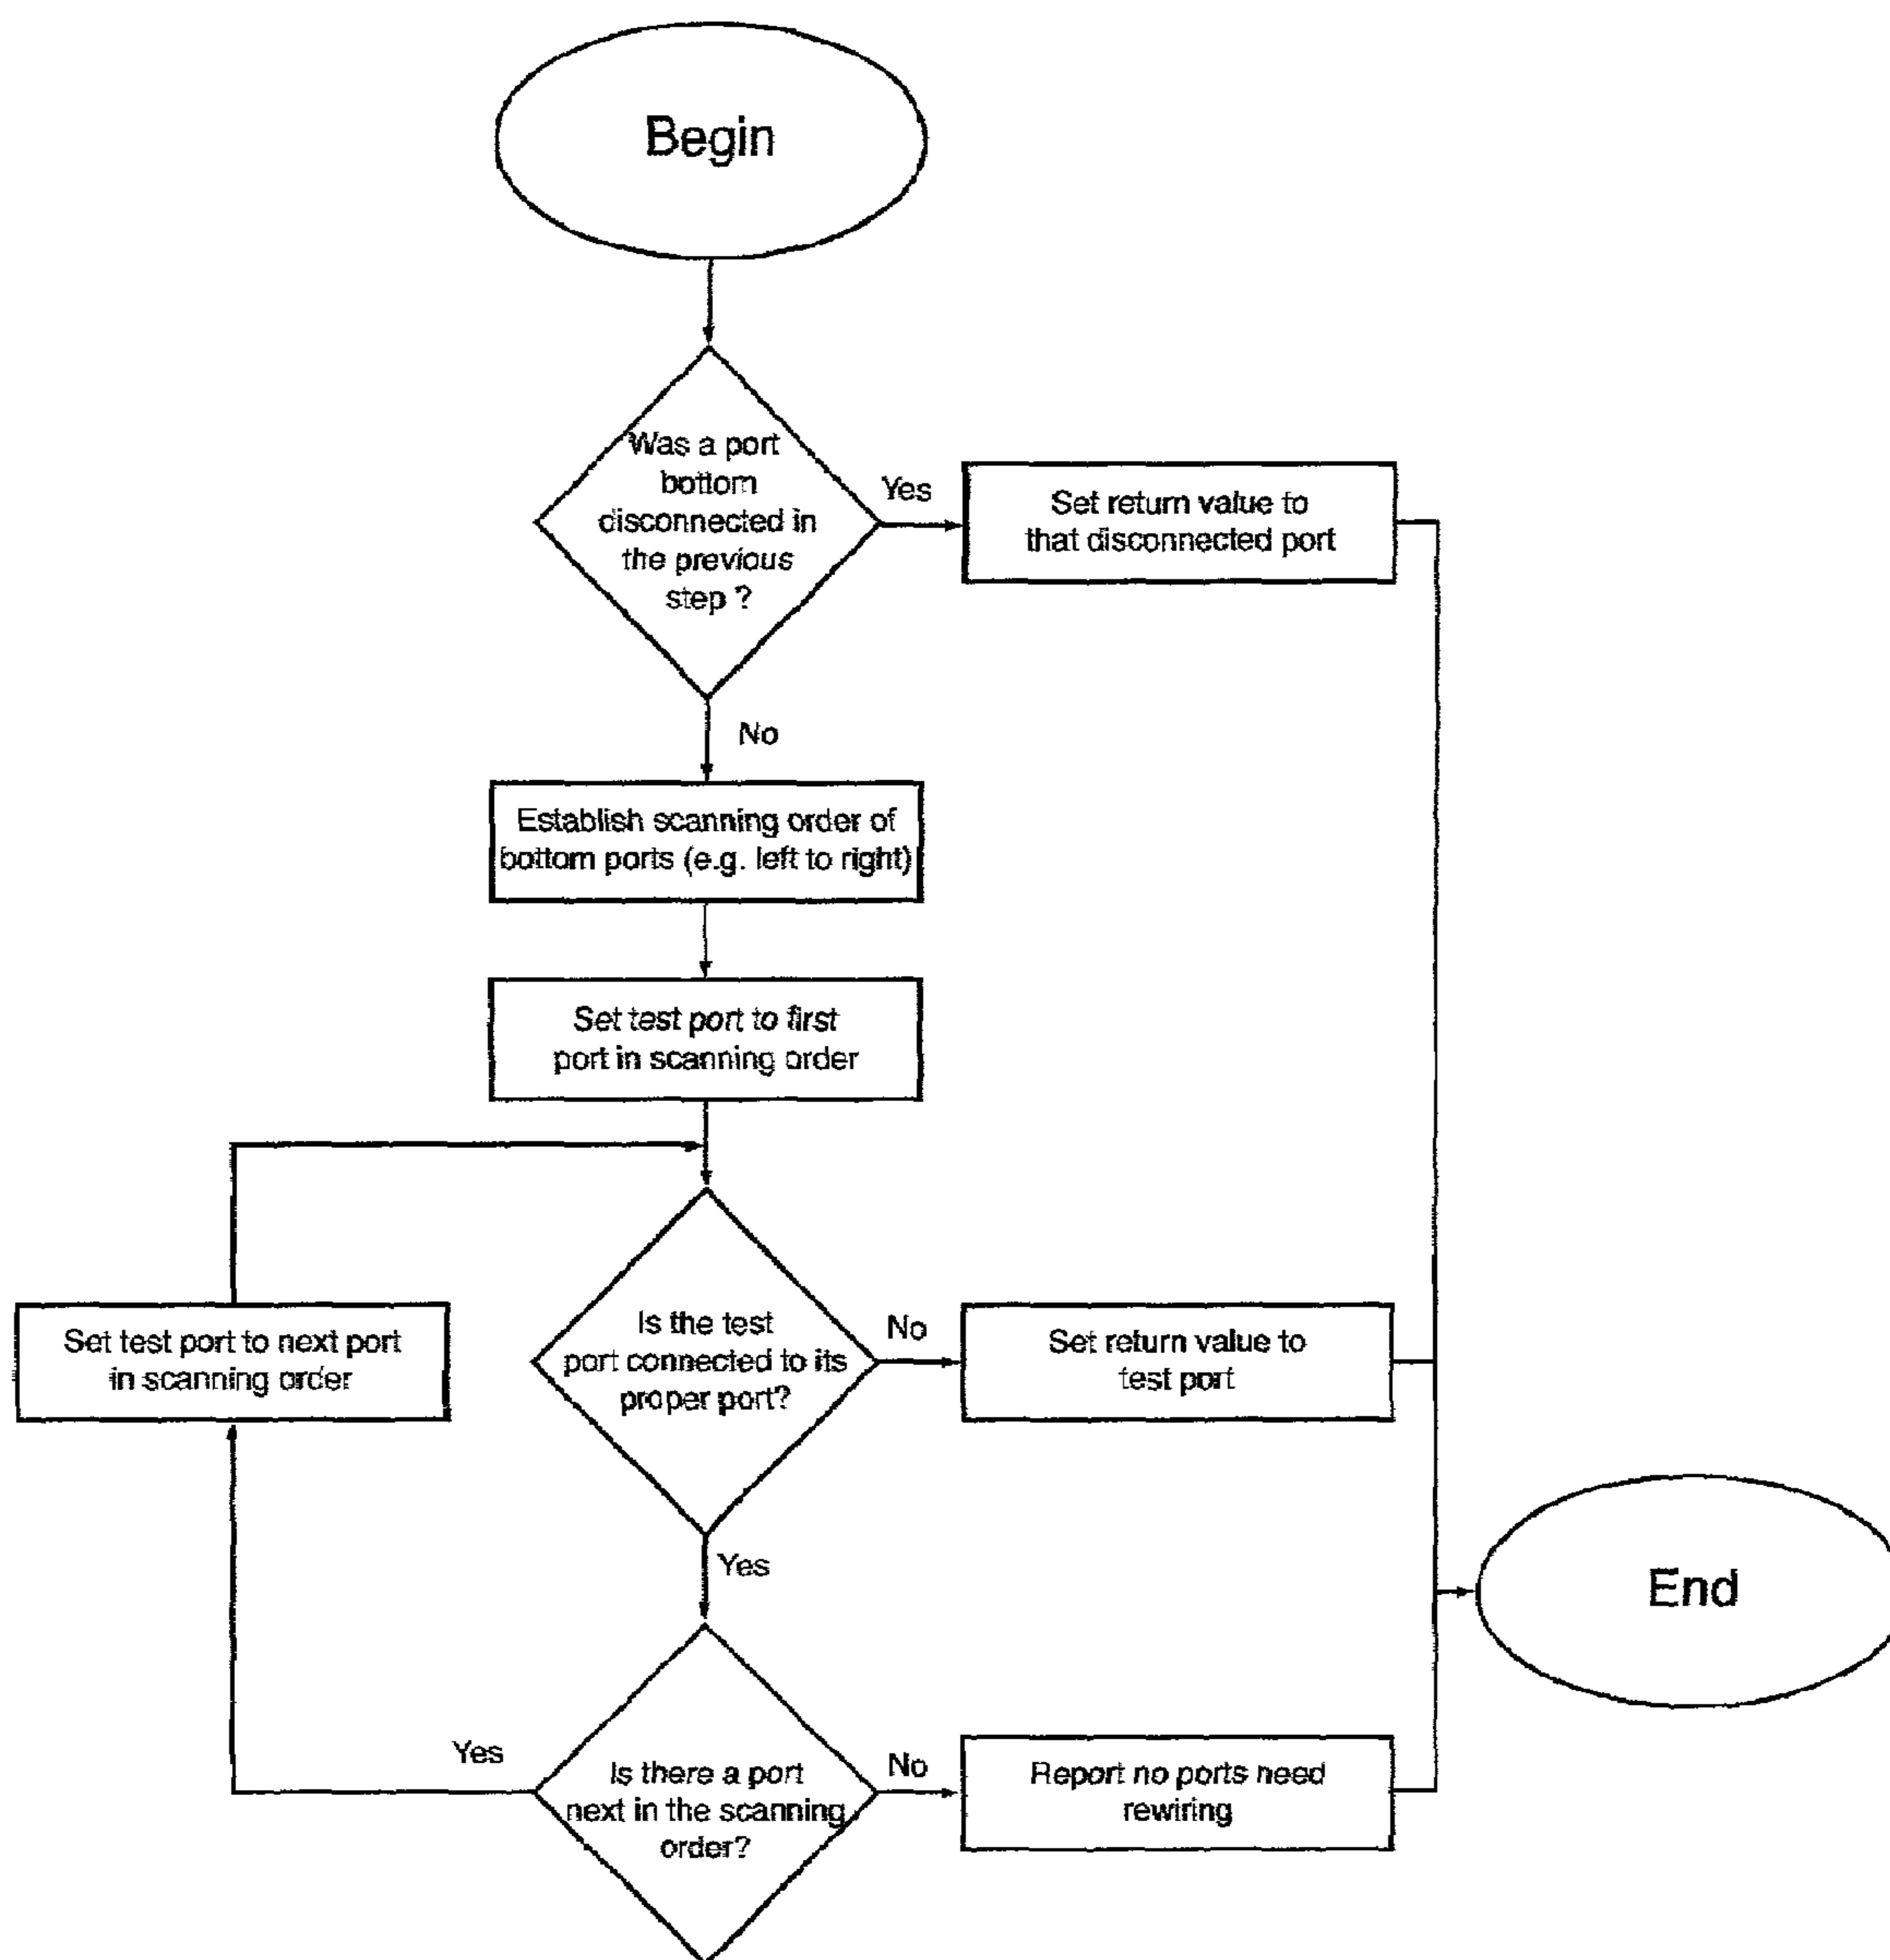 Begin
Was a port
bottom
disconnected in
the previous
step ?
Yes
Set return value to
that disconnected port
No
Establish scanning order of
bottom ports (e.g. left to right)
Set test port to first
port in scanning order
Set test port to next port
in scanning order
Is the test
port connected to its
proper port?
No
Set return value to
test port
Yes
End
Yes
Is there a port
next in the scanning
order?
No
Report no ports need
rewiring